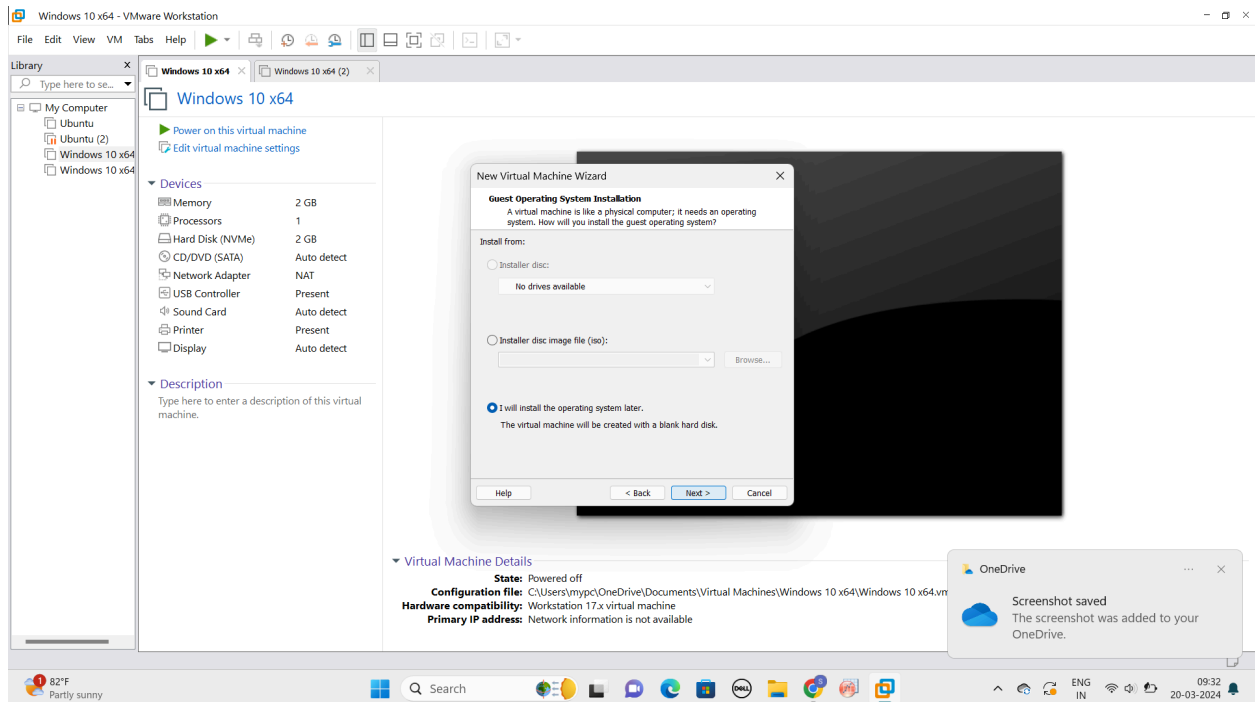 Windows 10 x64 - VMware Workstation
File Edit View VM Tabs Help
Library X
Type here to se...
My Computer
Ubuntu
Ubuntu (2)
Windows 10 x64
Windows 10 x64
Windows 10 x64
Windows 10 x64 (2)
Windows 10 x64
Power on this virtual machine
Edit virtual machine settings
Devices
Memory 2 GB
Processors 1
Hard Disk (NVMe) 2 GB
CD/DVD (SATA) Auto detect
Network Adapter NAT
USB Controller Present
Sound Card Auto detect
Printer Present
Display Auto detect
Description
Type here to enter a description of this virtual
machine.
New Virtual Machine Wizard
Guest Operating System Installation
A virtual machine is like a physical computer; it needs an operating
system. How will you install the guest operating system?
Install from:
Installer disc:
No drives available
Installer disc image file (iso):
Browse...
I will install the operating system later.
The virtual machine will be created with a blank hard disk.
Help < Back Next > Cancel
Virtual Machine Details
State: Powered off
Configuration file: C:\Users\mypc\OneDrive\Documents\Virtual Machines\Windows 10 x64\Windows 10 x64.vm
Hardware compatibility: Workstation 17.x virtual machine
Primary IP address: Network information is not available
OneDrive
Screenshot saved
The screenshot was added to your
OneDrive.
1
82°F
Partly sunny
Search
DELL
S
ENG
IN
09:32
20-03-2024